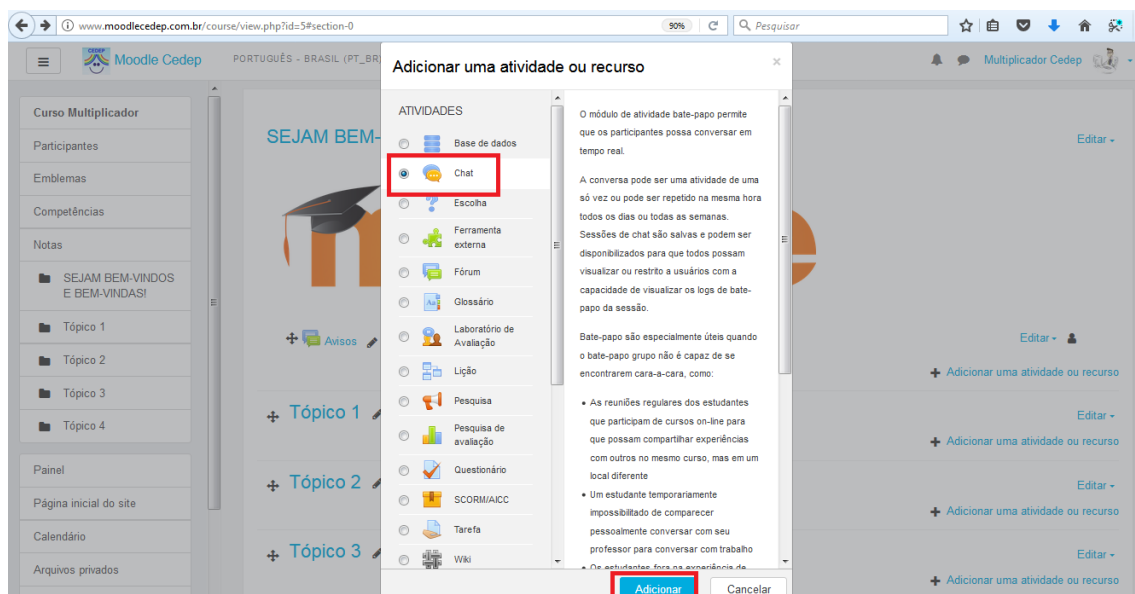 www.moodlecedep.com.br/course/view.php?id=5#section-0
90%
Pesquisar
CEDEP
Moodle Cedep
PORTUGUÊS - BRASIL (PT_BR)
Multiplicador Cedep
Curso Multiplicador
Participantes
Emblemas
Competências
Notas
SEJAM BEM-VINDOS
E BEM-VINDAS!
Tópico 1
Tópico 2
Tópico 3
Tópico 4
Painel
Página inicial do site
Calendário
Arquivos privados
SEJAM BEM-
Editar
Avisos
Editar
Adicionar uma atividade ou recurso
Tópico 1
Editar
Adicionar uma atividade ou recurso
Tópico 2
Editar
Adicionar uma atividade ou recurso
Tópico 3
Editar
Adicionar uma atividade ou recurso
Adicionar uma atividade ou recurso
×
ATIVIDADES
Base de dados
Chat
Escolha
Ferramenta
externa
Fórum
Glossário
Laboratório de
Avaliação
Lição
Pesquisa
Pesquisa de
avaliação
Questionário
SCORM/AICC
Tarefa
Wiki
O módulo de atividade bate-papo permite
que os participantes possa conversar em
tempo real.
A conversa pode ser uma atividade de uma
só vez ou pode ser repetido na mesma hora
todos os dias ou todas as semanas.
Sessões de chat são salvas e podem ser
disponibilizados para que todos possam
visualizar ou restrito a usuários com a
capacidade de visualizar os logs de bate-
papo da sessão.
Bate-papo são especialmente úteis quando
o bate-papo grupo não é capaz de se
encontrarem cara-a-cara, como:
• As reuniões regulares dos estudantes
que participam de cursos on-line para
que possam compartilhar experiências
com outros no mesmo curso, mas em um
local diferente
• Um estudante temporariamente
impossibilitado de comparecer
pessoalmente conversar com seu
professor para conversar com trabalho
• Os estudantes fora na experiência de
Adicionar
Cancelar